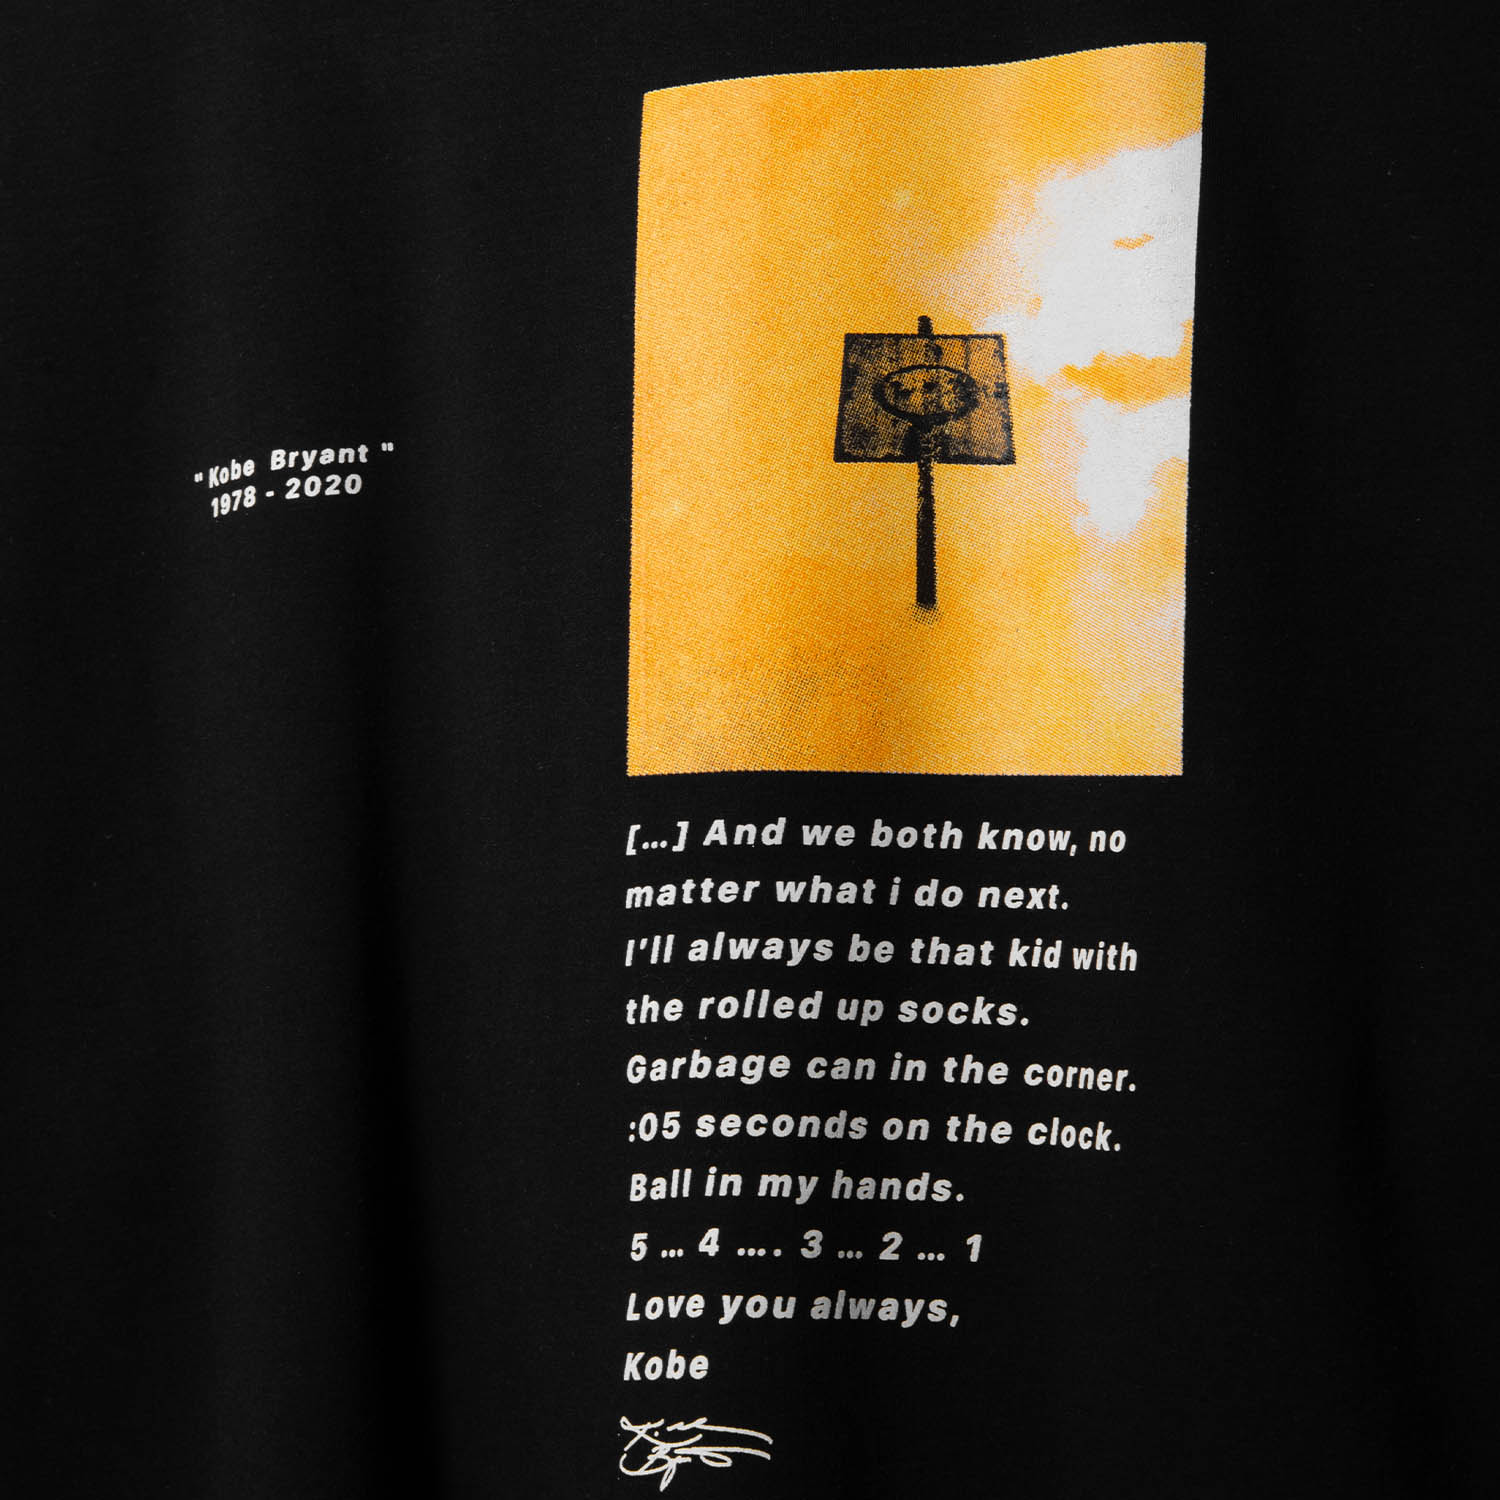 " Kobe Bryant "
1978 - 2020
[...] And we both know, no
matter what i do next.
I'll always be that kid with
the rolled up socks.
Garbage can in the corner.
:05 seconds on the clock.
Ball in my hands.
5 ... 4 .... 3 ... 2 ... 1
Love you always,
Kobe